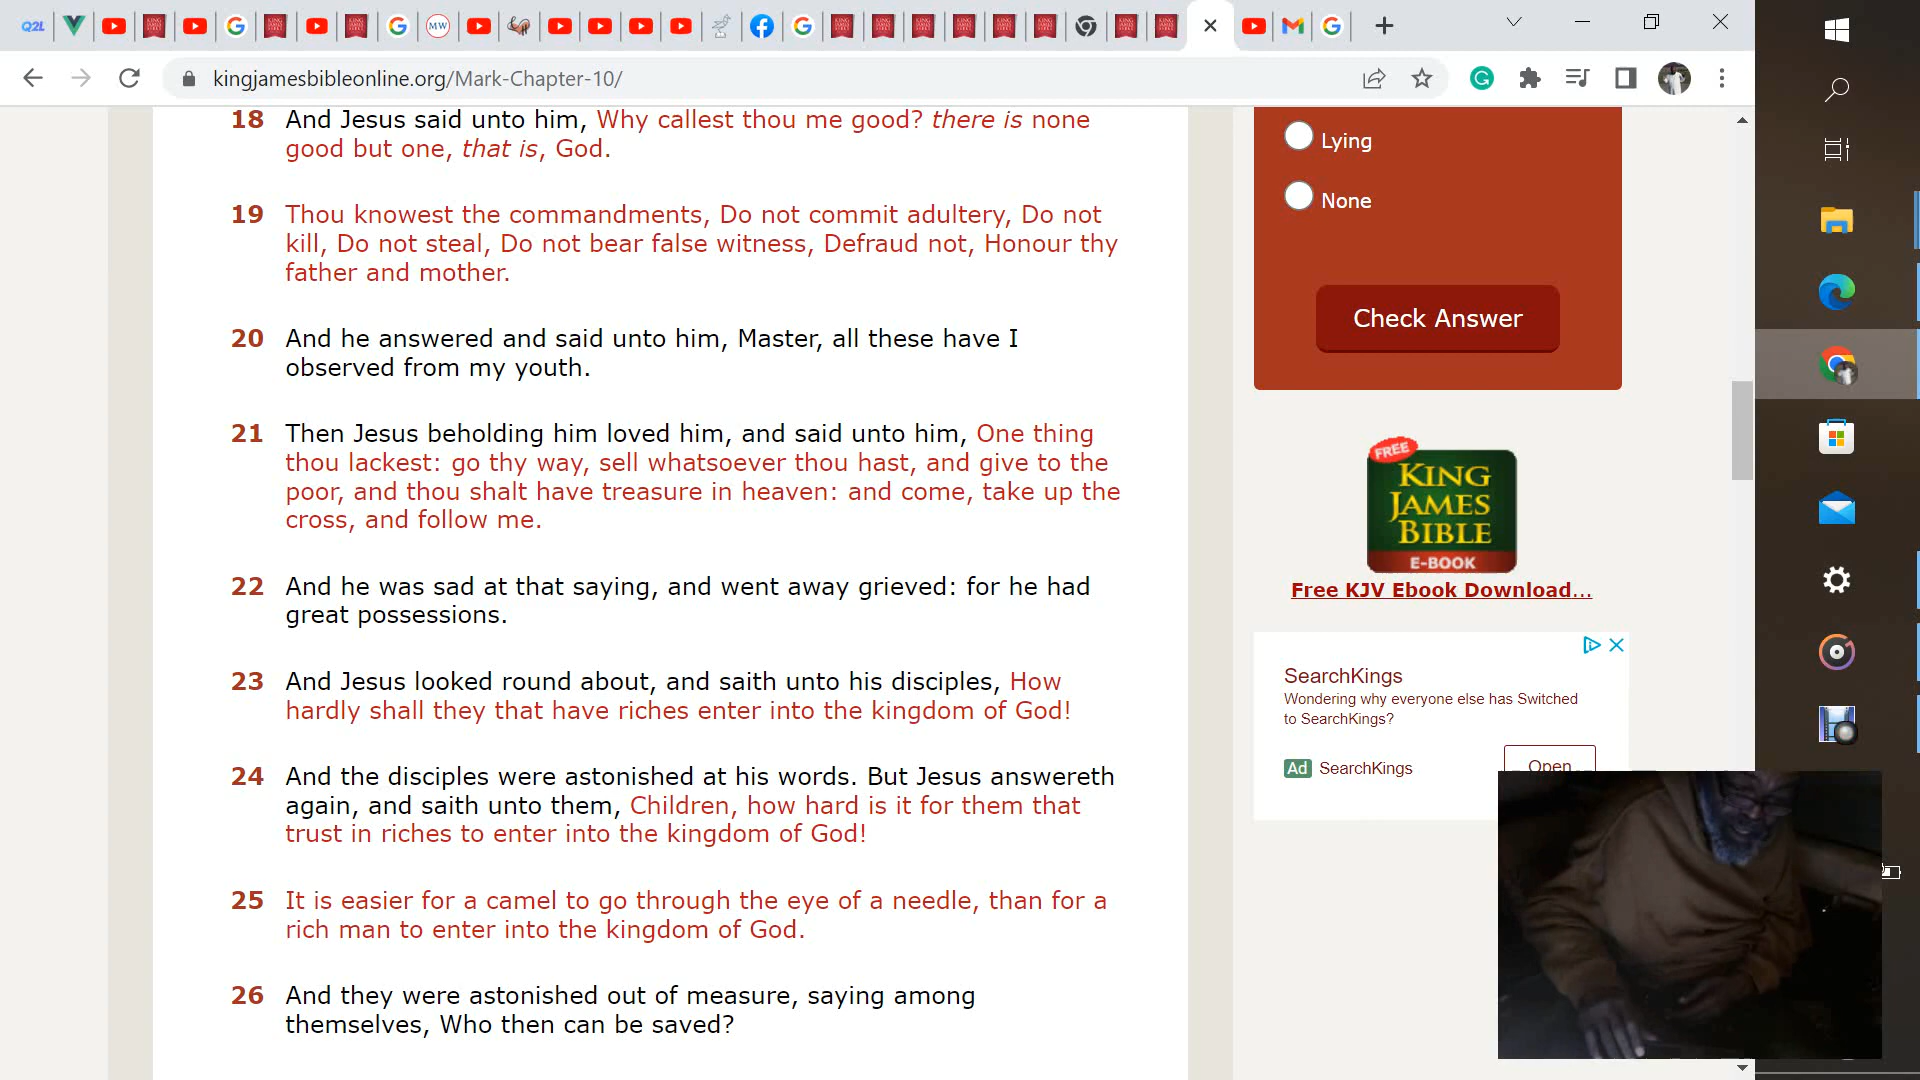 Q2L
MW
kingjamesbibleonline.org/Mark-Chapter-10/
18 And Jesus said unto him, Why callest thou me good? there is none
good but one, that is, God.
19 Thou knowest the commandments, Do not commit adultery, Do not
kill, Do not steal, Do not bear false witness, Defraud not, Honour thy
father and mother.
20 And he answered and said unto him, Master, all these have I
observed from my youth.
21 Then Jesus beholding him loved him, and said unto him, One thing
thou lackest: go thy way, sell whatsoever thou hast, and give to the
poor, and thou shalt have treasure in heaven: and come, take up the
cross, and follow me.
22 And he was sad at that saying, and went away grieved: for he had
great possessions.
23 And Jesus looked round about, and saith unto his disciples, How
hardly shall they that have riches enter into the kingdom of God!
24 And the disciples were astonished at his words. But Jesus answereth
again, and saith unto them, Children, how hard is it for them that
trust in riches to enter into the kingdom of God!
25 It is easier for a camel to go through the eye of a needle, than for a
rich man to enter into the kingdom of God.
26 And they were astonished out of measure, saying among
themselves, Who then can be saved?
Lying
None
Check Answer
FREE
KING
JAMES
BIBLE
E-BOOK
Free KJV Ebook Download...
SearchKings
Wondering why everyone else has Switched
to SearchKings?
Ad SearchKings
Open